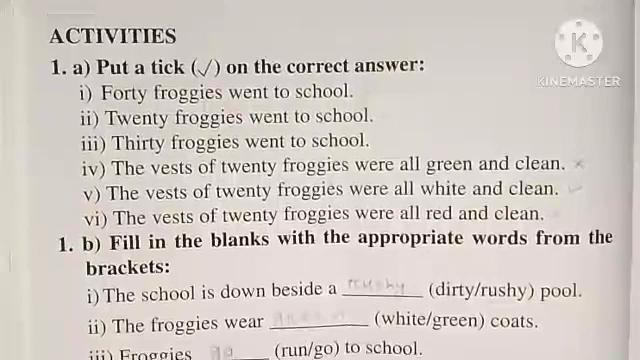 ACTIVITIES
K
KINEMASTER
1. a) Put a tick (✓) on the correct answer:
i) Forty froggies went to school.
ii) Twenty froggies went to school.
iii) Thirty froggies went to school.
iv) The vests of twenty froggies were all green and clean. ×
v) The vests of twenty froggies were all white and clean. ✓
vi) The vests of twenty froggies were all red and clean.
1. b) Fill in the blanks with the appropriate words from the
brackets:
i) The school is down beside a rushy (dirty/rushy) pool.
ii) The froggies wear green (white/green) coats.
iii) Froggies go (run/go) to school.